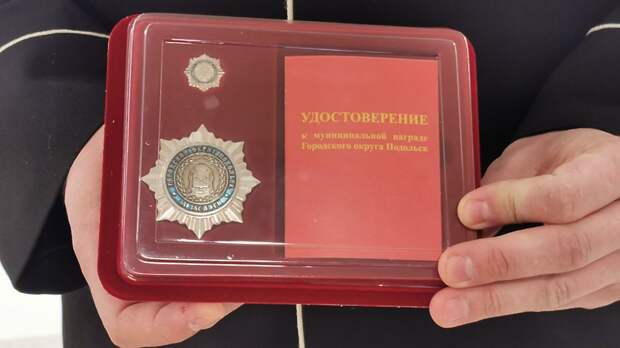 УДОСТОВЕРЕНИЕ
к муниципальной награде
Городского округа Подольск